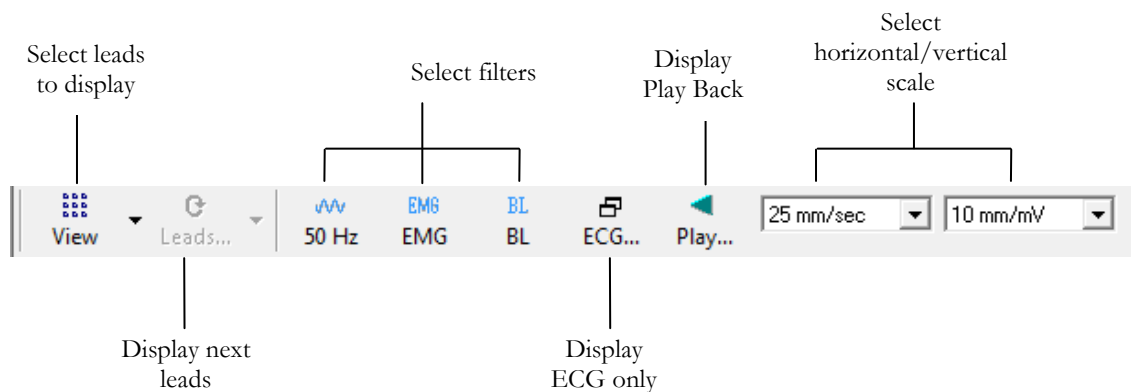 Select
horizontal/vertical
scale
Select leads
to display
Select filters
Display
Play Back
EMG
BL
25 mm/sec
10 mm/mV
View
Leads...
50 Hz
EMG
BL
ECG...
Play...
Display next
leads
Display
ECG only